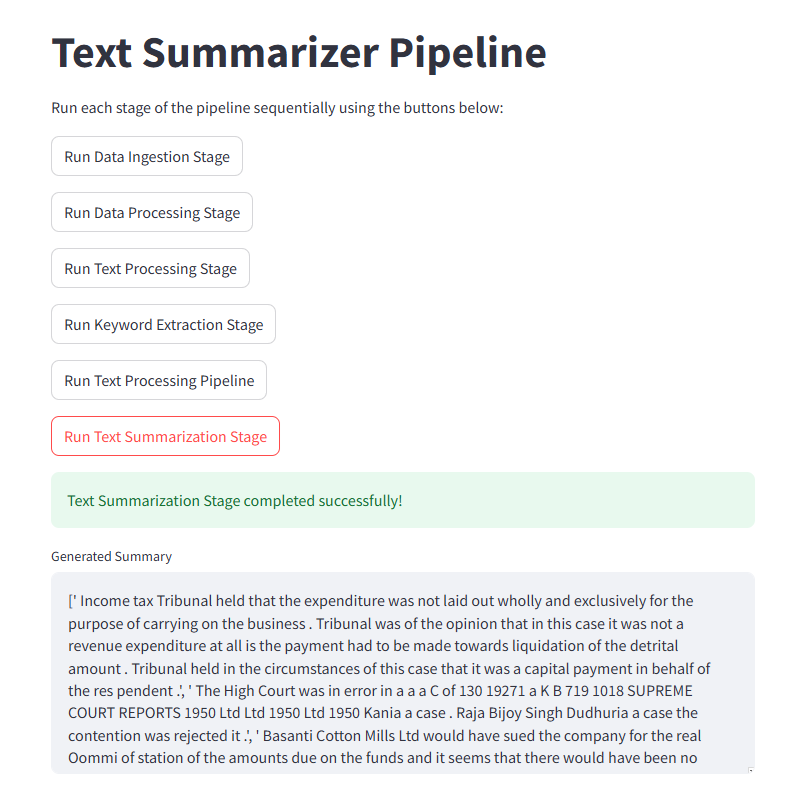 Text Summarizer Pipeline
Run each stage of the pipeline sequentially using the buttons below:
Run Data Ingestion Stage
Run Data Processing Stage
Run Text Processing Stage
Run Keyword Extraction Stage
Run Text Processing Pipeline
Run Text Summarization Stage
Text Summarization Stage completed successfully!
Generated Summary
[' Income tax Tribunal held that the expenditure was not laid out wholly and exclusively for the
purpose of carrying on the business . Tribunal was of the opinion that in this case it was not a
revenue expenditure at all is the payment had to be made towards liquidation of the detrital
amount . Tribunal held in the circumstances of this case that it was a capital payment in behalf of
the res pendent .', ' The High Court was in error in a a a C of 130 19271 a K B 719 1018 SUPREME
COURT REPORTS 1950 Ltd Ltd 1950 Ltd 1950 Kania a case . Raja Bijoy Singh Dudhuria a case the
contention was rejected it .', ' Basanti Cotton Mills Ltd would have sued the company for the real
Oommi of station of the amounts due on the funds and it seems that there would have been no